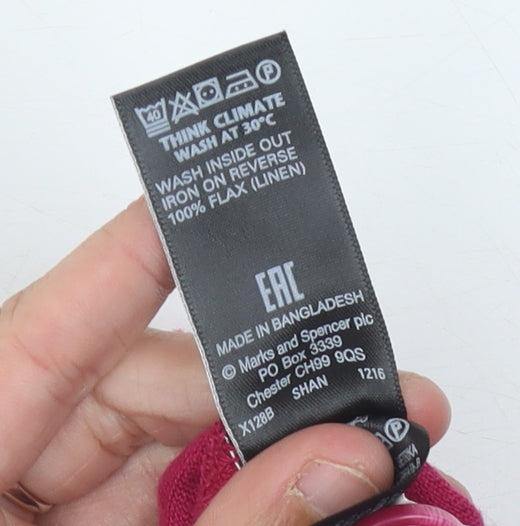 40
P
THINK CLIMATE
WASH AT 30°C
WASH INSIDE OUT
IRON ON REVERSE
100% FLAX (LINEN)
EAC
MADE IN BANGLADESH
© Marks and Spencer plc
PO Box 3339
Chester CH99 9QS
X128B SHAN 1216
P